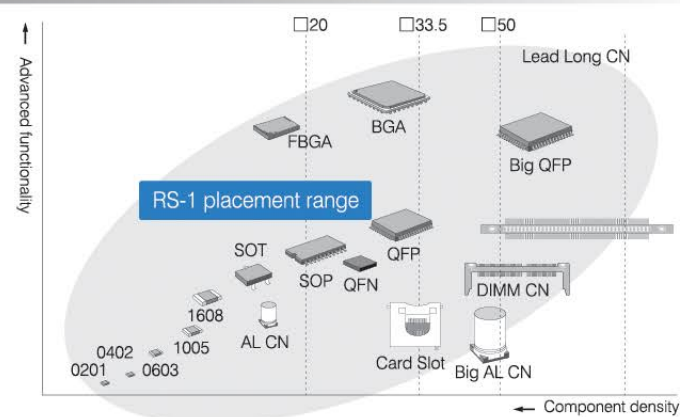 □20
□33.5
□50
Advanced functionality
Lead Long CN
FBGA
BGA
Big QFP
RS-1 placement range
SOT
SOP
QFN
QFP
DIMM CN
1608
AL CN
1005
0402
0603
0201
Card Slot
Big AL CN
Component density